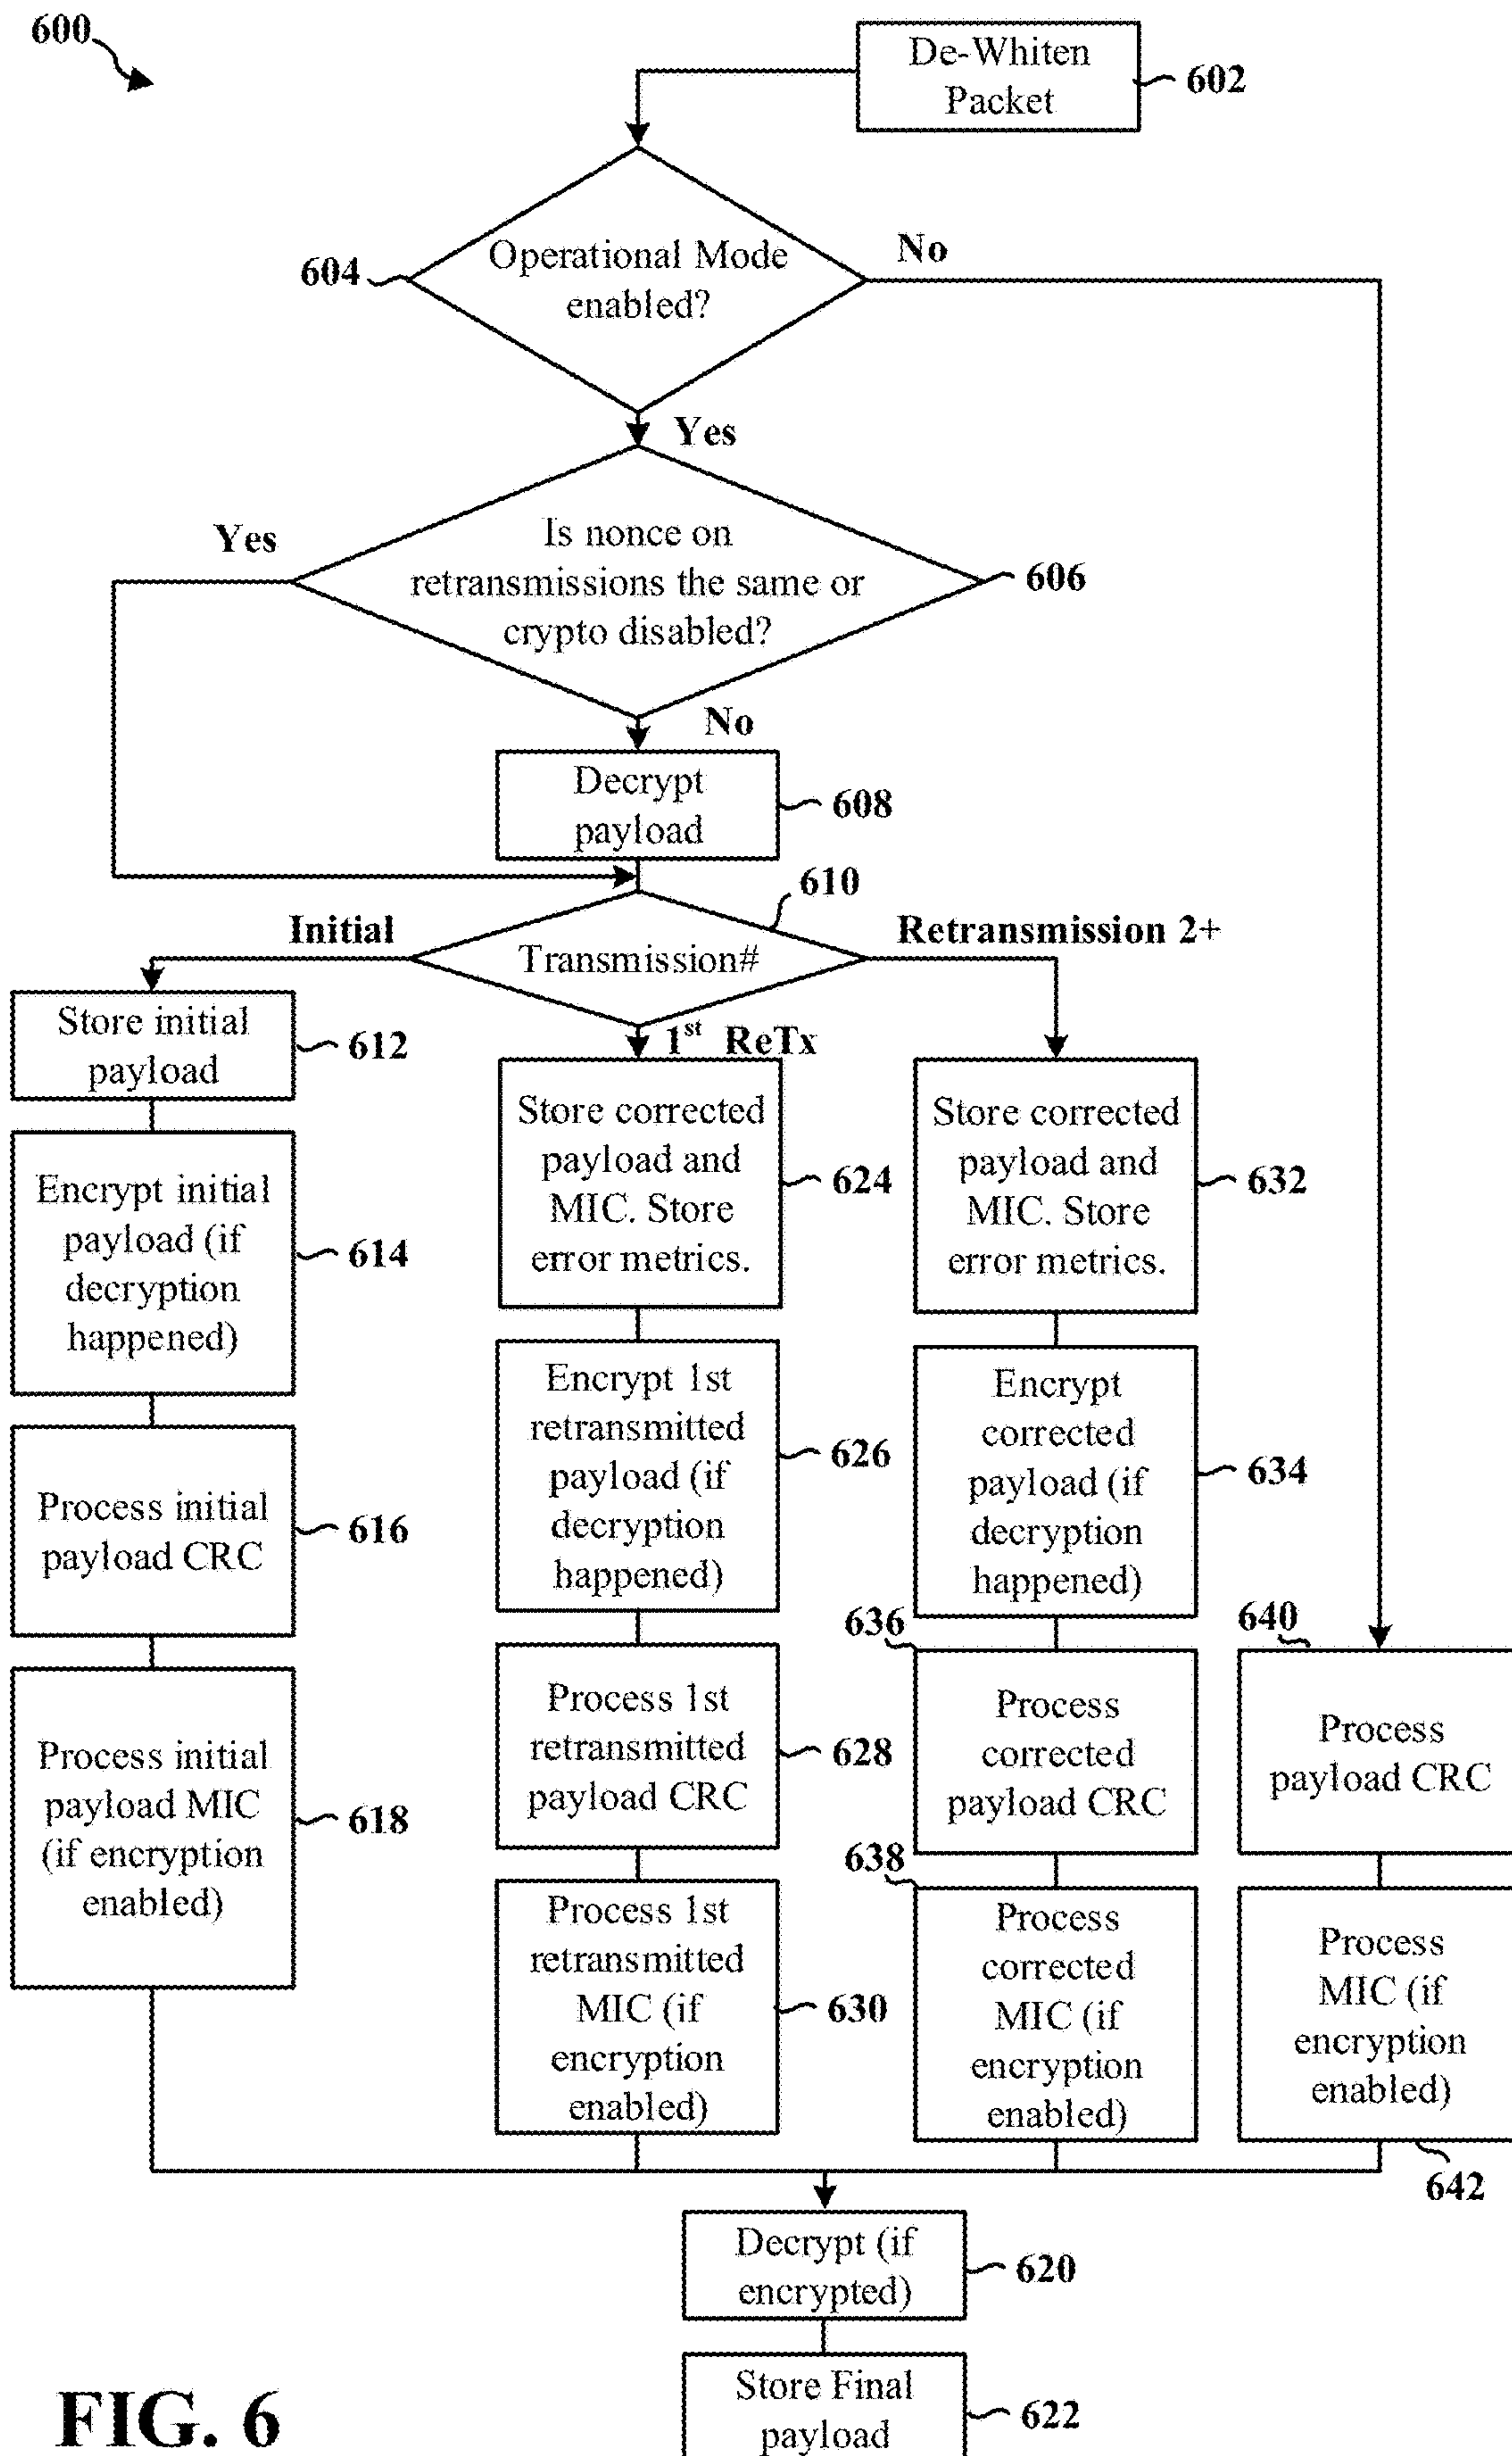 600
De-Whiten
Packet
602
604
Operational Mode
enabled?
No
Yes
Yes
Is nonce on
retransmissions the same or
crypto disabled?
606
No
Decrypt
payload
608
610
Initial
Transmission#
Retransmission 2+
1st ReTx
Store initial
payload
612
Encrypt initial
payload (if
decryption
happened)
614
Process initial
payload CRC
616
Process initial
payload MIC
(if encryption
enabled)
618
Store corrected
payload and
MIC. Store
error metrics.
624
Encrypt 1st
retransmitted
payload (if
decryption
happened)
626
Process 1st
retransmitted
payload CRC
628
Process 1st
retransmitted
MIC (if
encryption
enabled)
630
Store corrected
payload and
MIC. Store
error metrics.
632
Encrypt
corrected
payload (if
decryption
happened)
634
636
Process
corrected
payload CRC
638
Process
corrected
MIC (if
encryption
enabled)
640
Process
payload CRC
Process
MIC (if
encryption
enabled)
642
Decrypt (if
encrypted)
620
Store Final
payload
622
FIG. 6